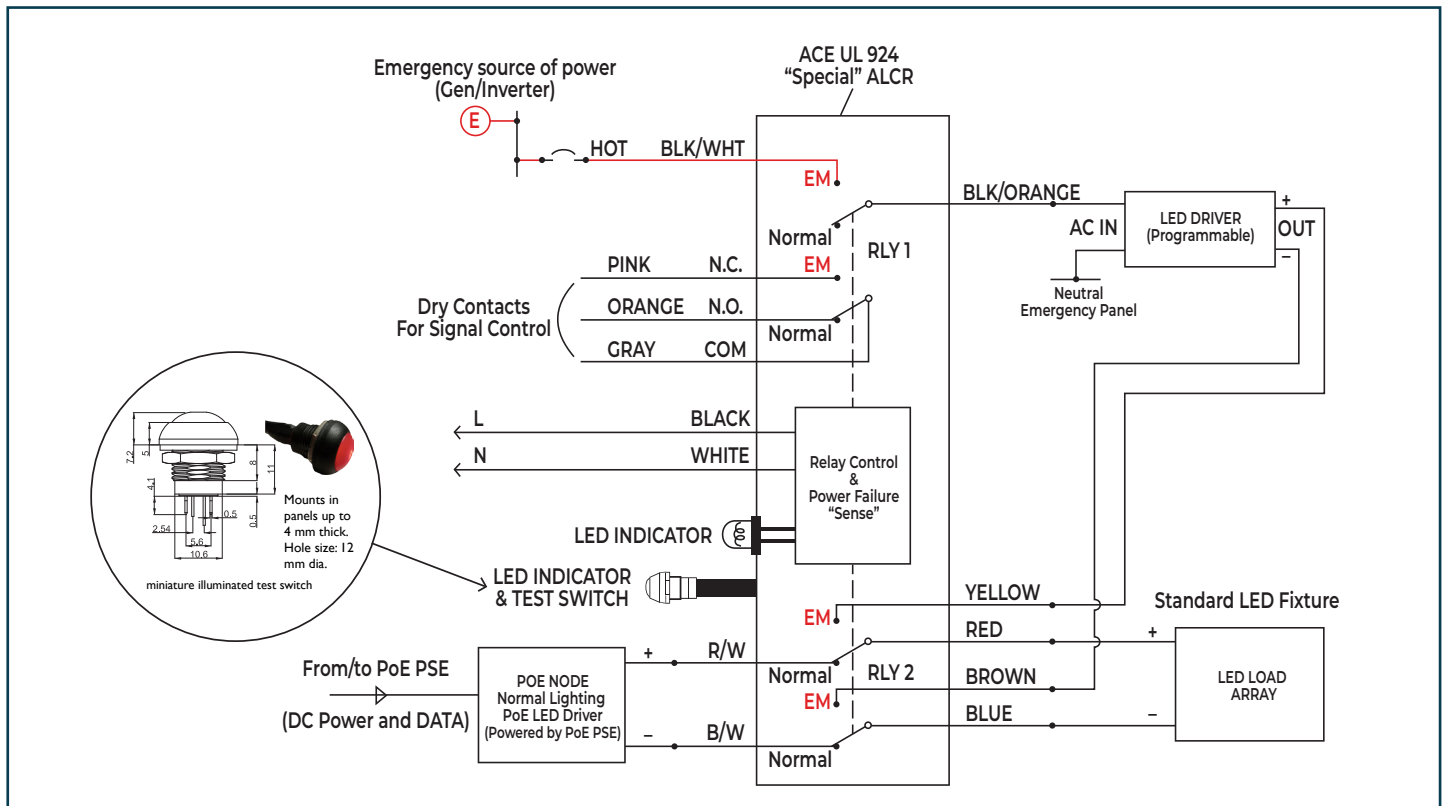 ACE UL 924
"Special" ALCR
Emergency source of power
(Gen/Inverter)
E
HOT
BLK/WHT
EM
BLK/ORANGE
Normal
RLY 1
AC IN
LED DRIVER
(Programmable)
+
OUT
–
Neutral
Emergency Panel
PINK
N.C.
EM
ORANGE
N.O.
Normal
GRAY
COM
Dry Contacts
For Signal Control
L
BLACK
N
WHITE
Relay Control
&
Power Failure
"Sense"
LED INDICATOR
LED INDICATOR
& TEST SWITCH
7.2
5
8
11
4.1
0.5
0.5
2.54
5.6
10.6
Mounts in
panels up to
4 mm thick.
Hole size: 12
mm dia.
miniature illuminated test switch
EM
YELLOW
Standard LED Fixture
RED
+
From/to PoE PSE
(DC Power and DATA)
POE NODE
Normal Lighting
PoE LED Driver
(Powered by PoE PSE)
+
R/W
Normal
RLY 2
EM
BROWN
LED LOAD
ARRAY
–
B/W
Normal
BLUE
–